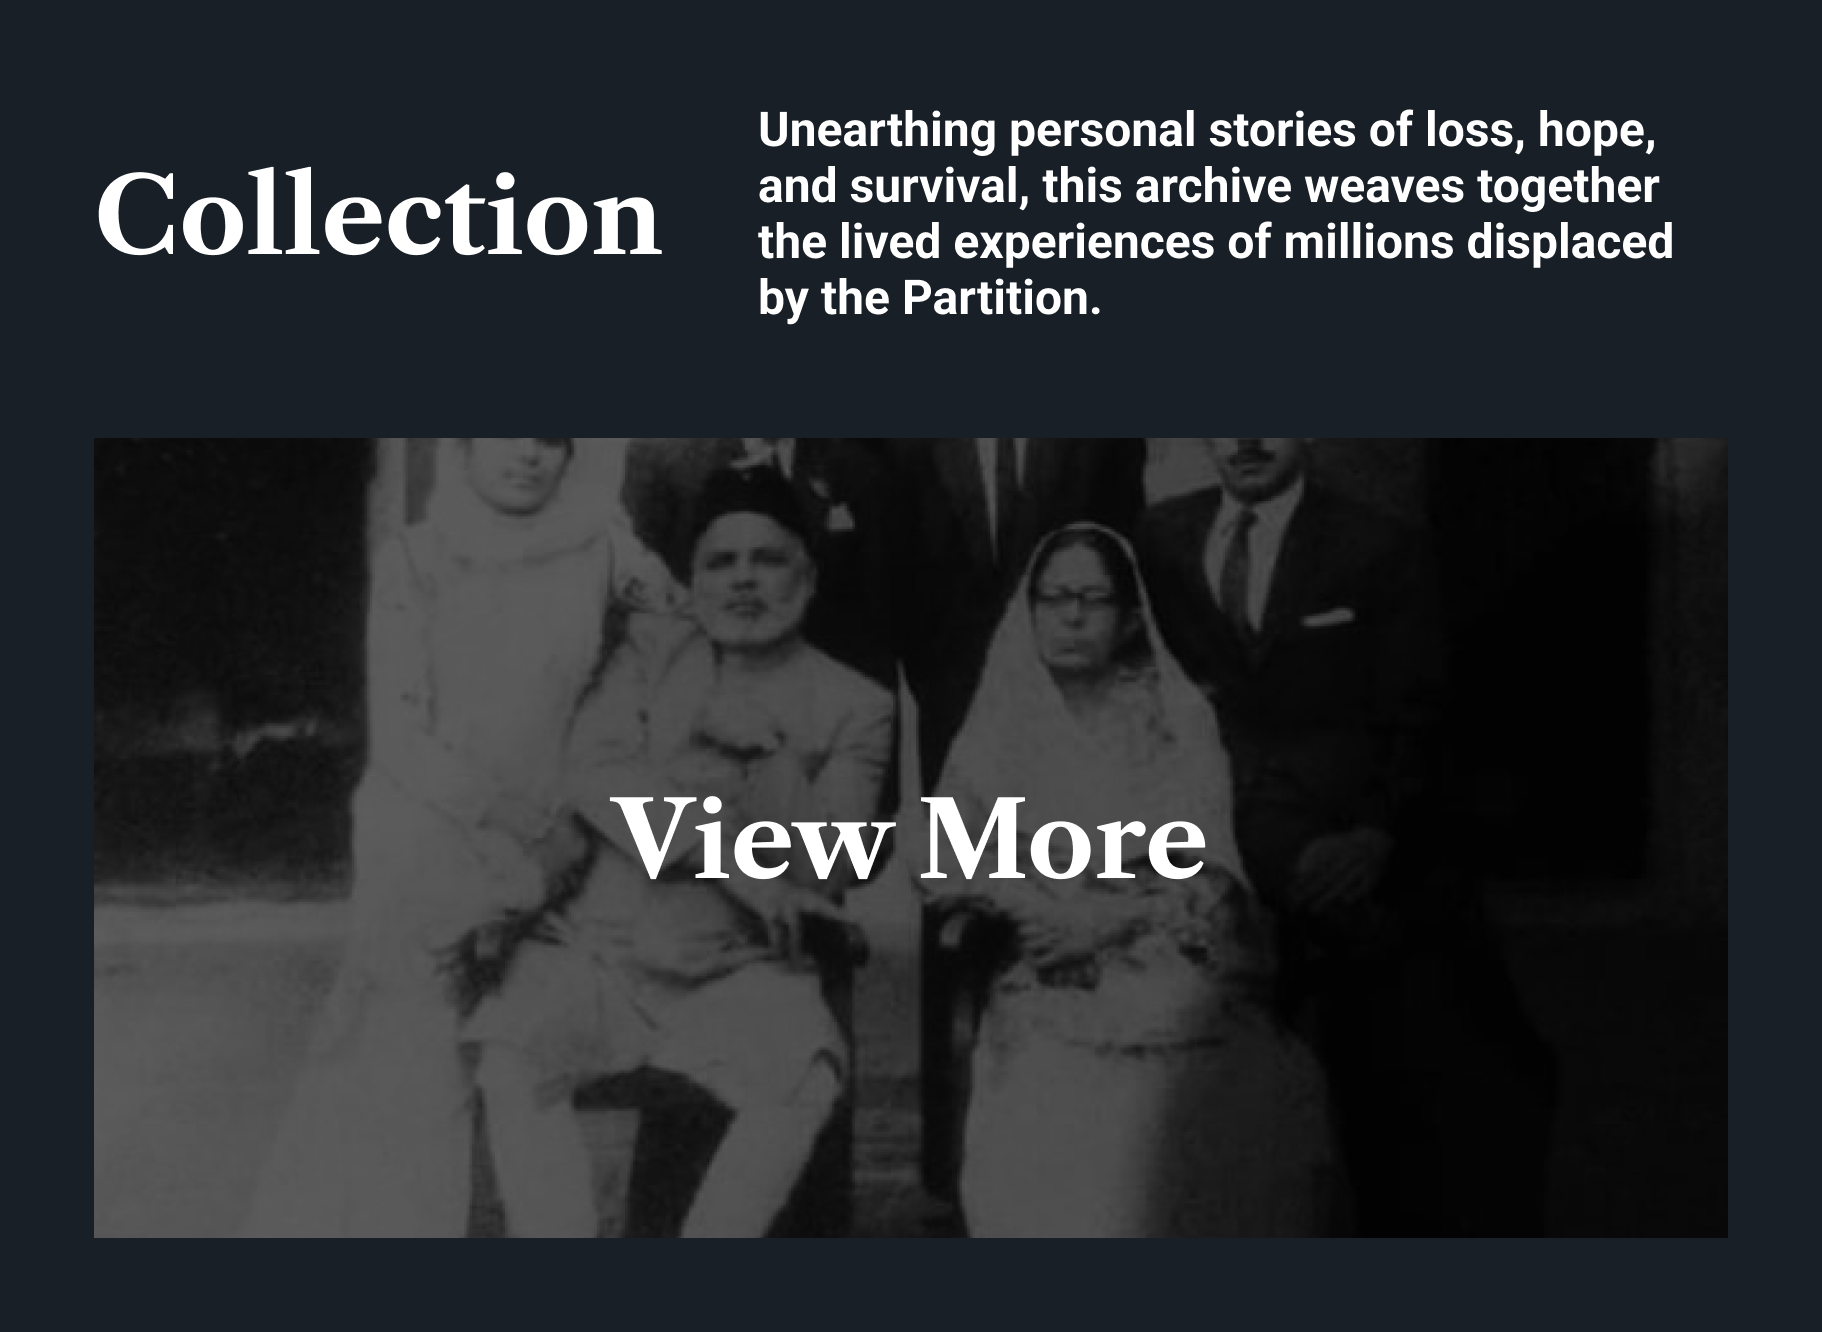 Collection
Unearthing personal stories of loss, hope,
and survival, this archive weaves together
the lived experiences of millions displaced
by the Partition.
View More